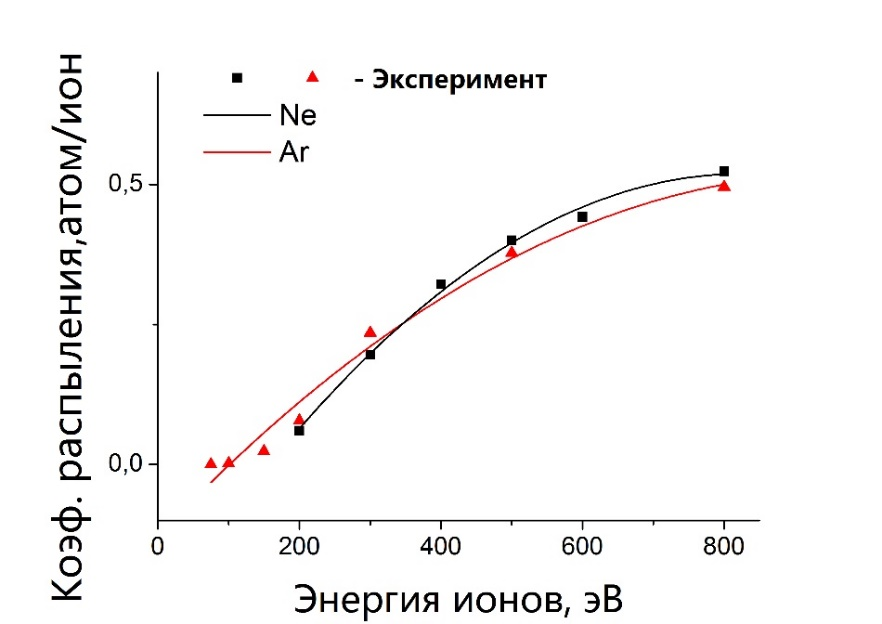 - Эксперимент
Ne
Ar
Коэф. распыления,атом/ион
0,5
0,0
0
200
400
600
800
Энергия ионов, эВ